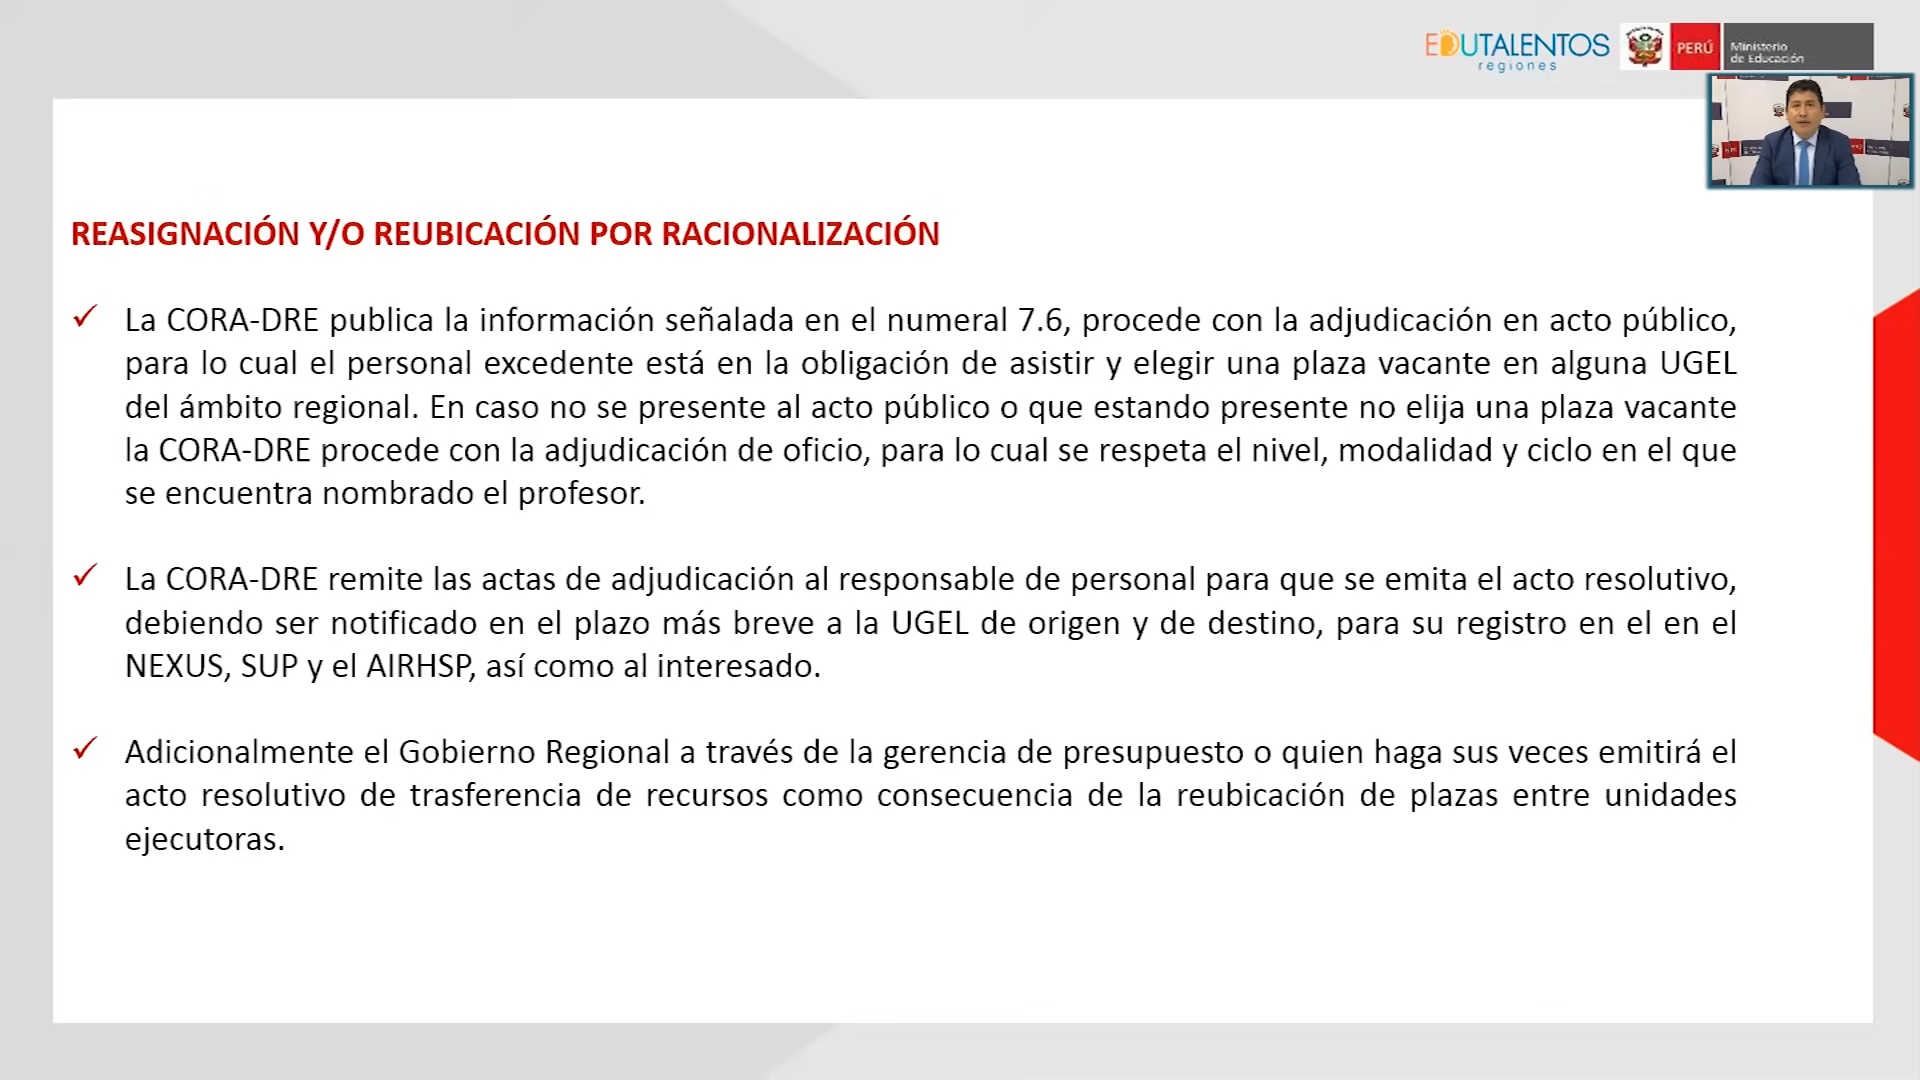 EDUTALENTOS
regiones
PERÚ
Ministerio
de Educación
REASIGNACIÓN Y/O REUBICACIÓN POR RACIONALIZACIÓN
La CORA-DRE publica la información señalada en el numeral 7.6, procede con la adjudicación en acto público,
para lo cual el personal excedente está en la obligación de asistir y elegir una plaza vacante en alguna UGEL
del ámbito regional. En caso no se presente al acto público o que estando presente no elija una plaza vacante
la CORA-DRE procede con la adjudicación de oficio, para lo cual se respeta el nivel, modalidad y ciclo en el que
se encuentra nombrado el profesor.
La CORA-DRE remite las actas de adjudicación al responsable de personal para que se emita el acto resolutivo,
debiendo ser notificado en el plazo más breve a la UGEL de origen y de destino, para su registro en el en el
NEXUS, SUP y el AIRHSP, así como al interesado.
Adicionalmente el Gobierno Regional a través de la gerencia de presupuesto o quien haga sus veces emitirá el
acto resolutivo de trasferencia de recursos como consecuencia de la reubicación de plazas entre unidades
ejecutoras.